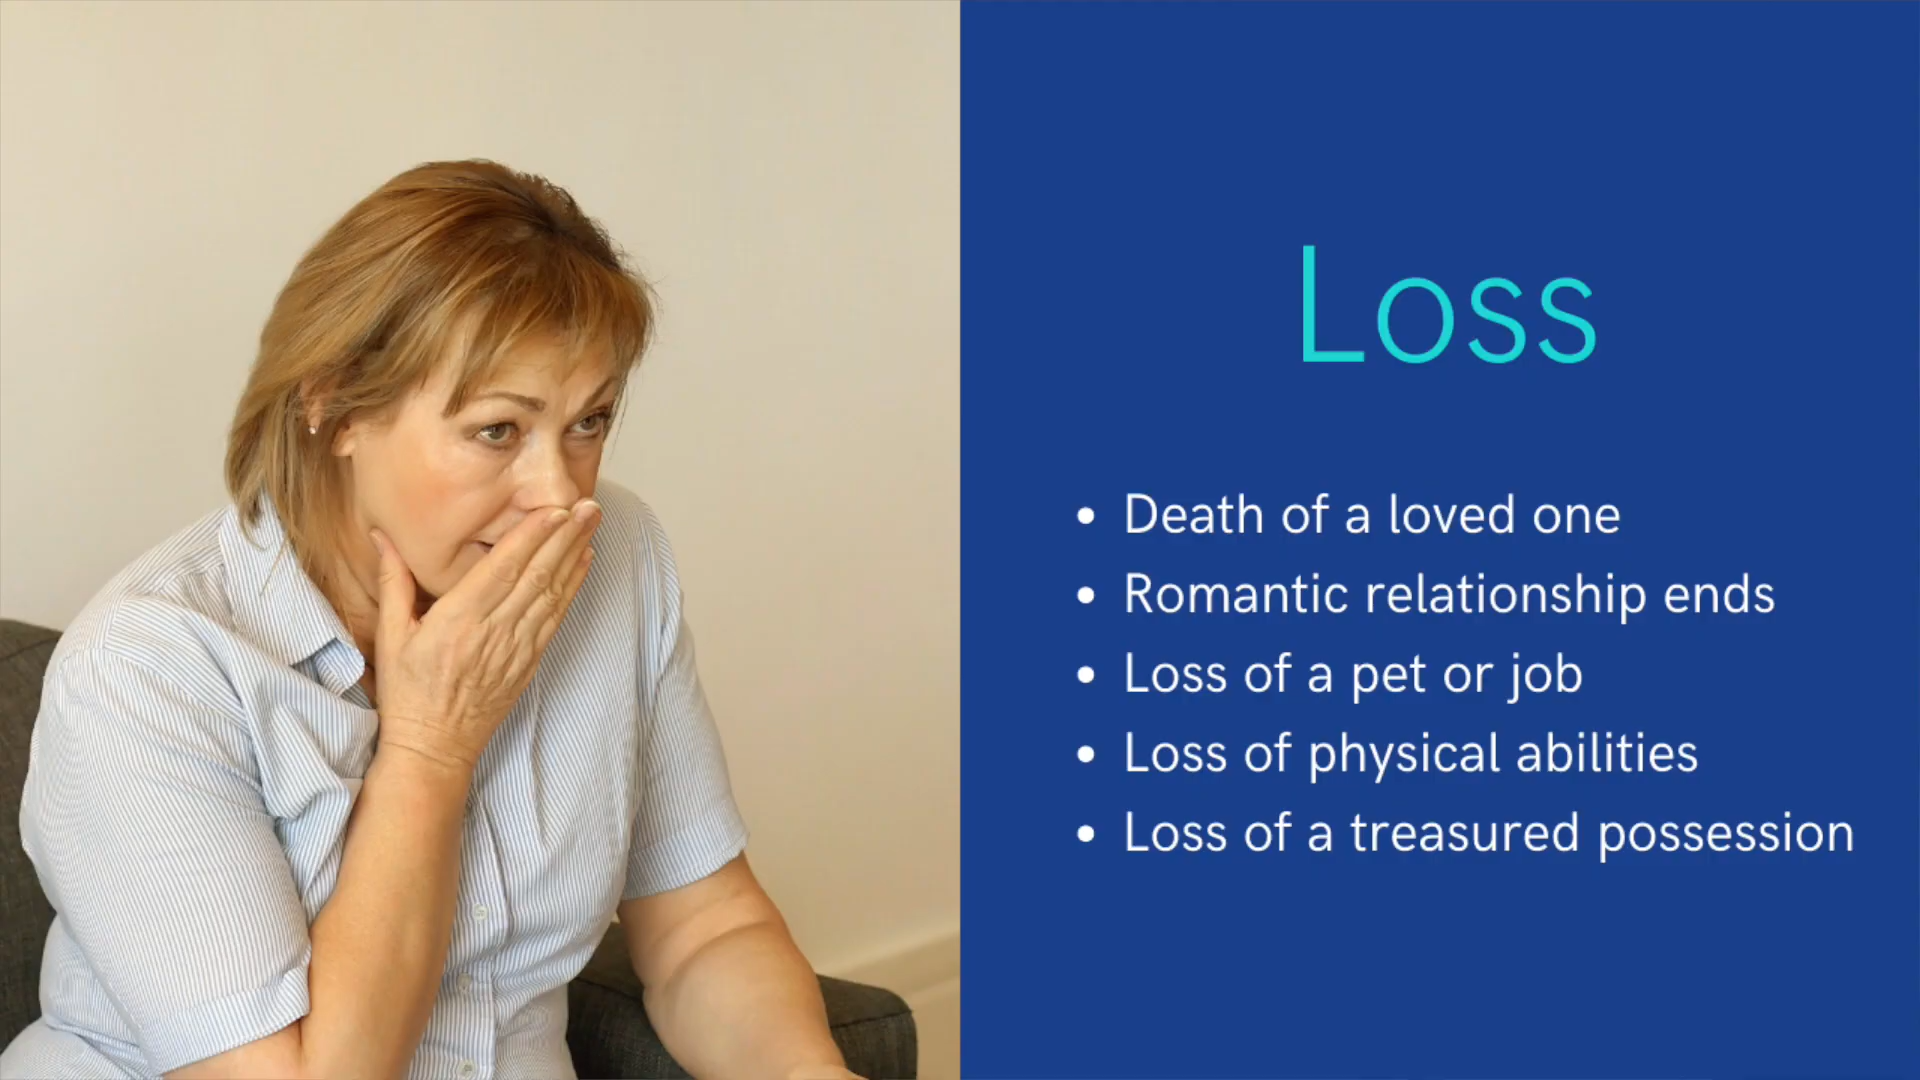 Loss
• Death of a loved one
• Romantic relationship ends
• Loss of a pet or job
• Loss of physical abilities
• Loss of a treasured possession